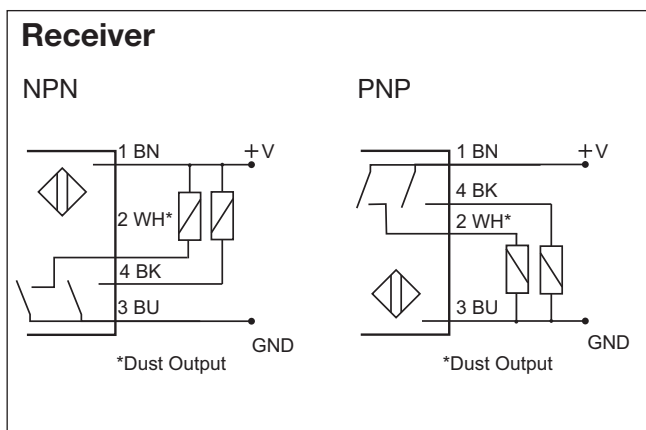 Receiver
NPN
1 BN
+V
2 WH*
4 BK
3 BU
GND
*Dust Output
PNP
1 BN
+V
4 BK
2 WH*
3 BU
GND
*Dust Output